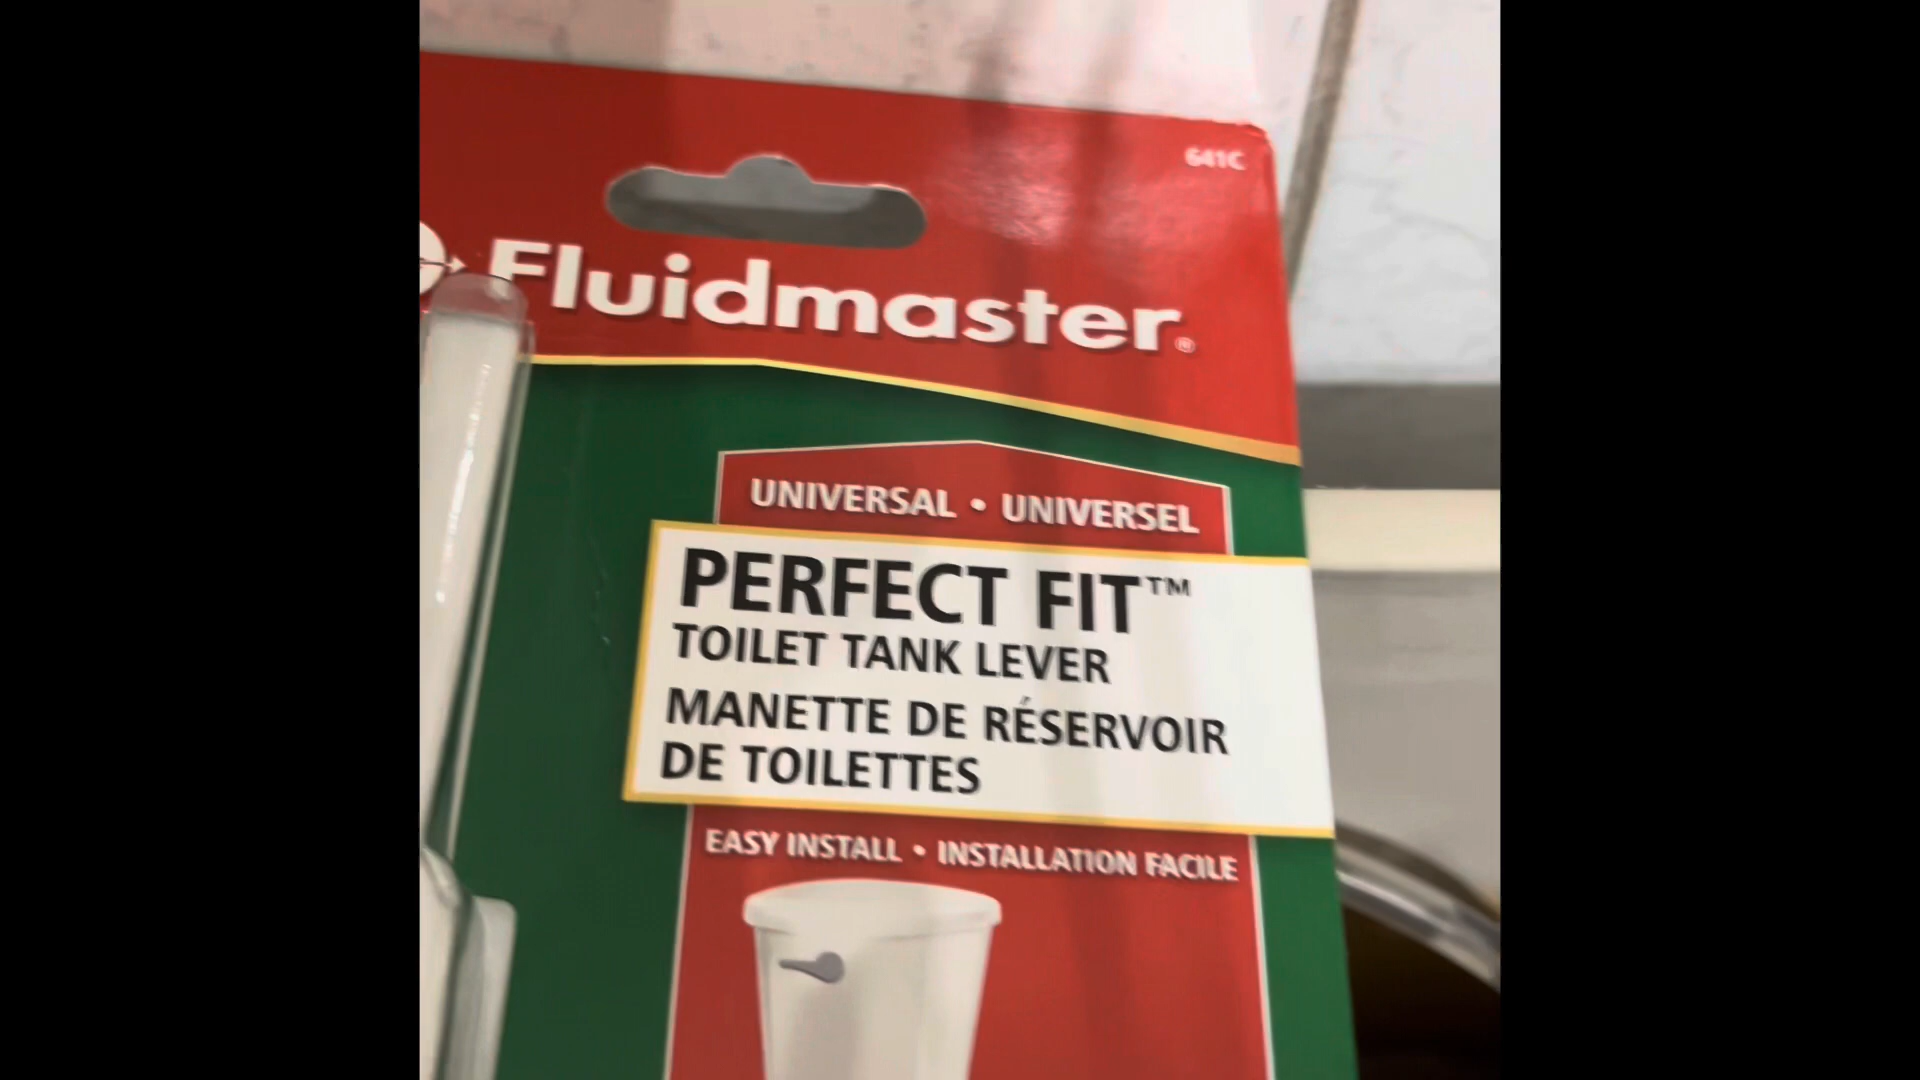 641C
Fluidmaster®
UNIVERSAL • UNIVERSEL
PERFECT FIT™
TOILET TANK LEVER
MANETTE DE RÉSERVOIR
DE TOILETTES
EASY INSTALL • INSTALLATION FACILE